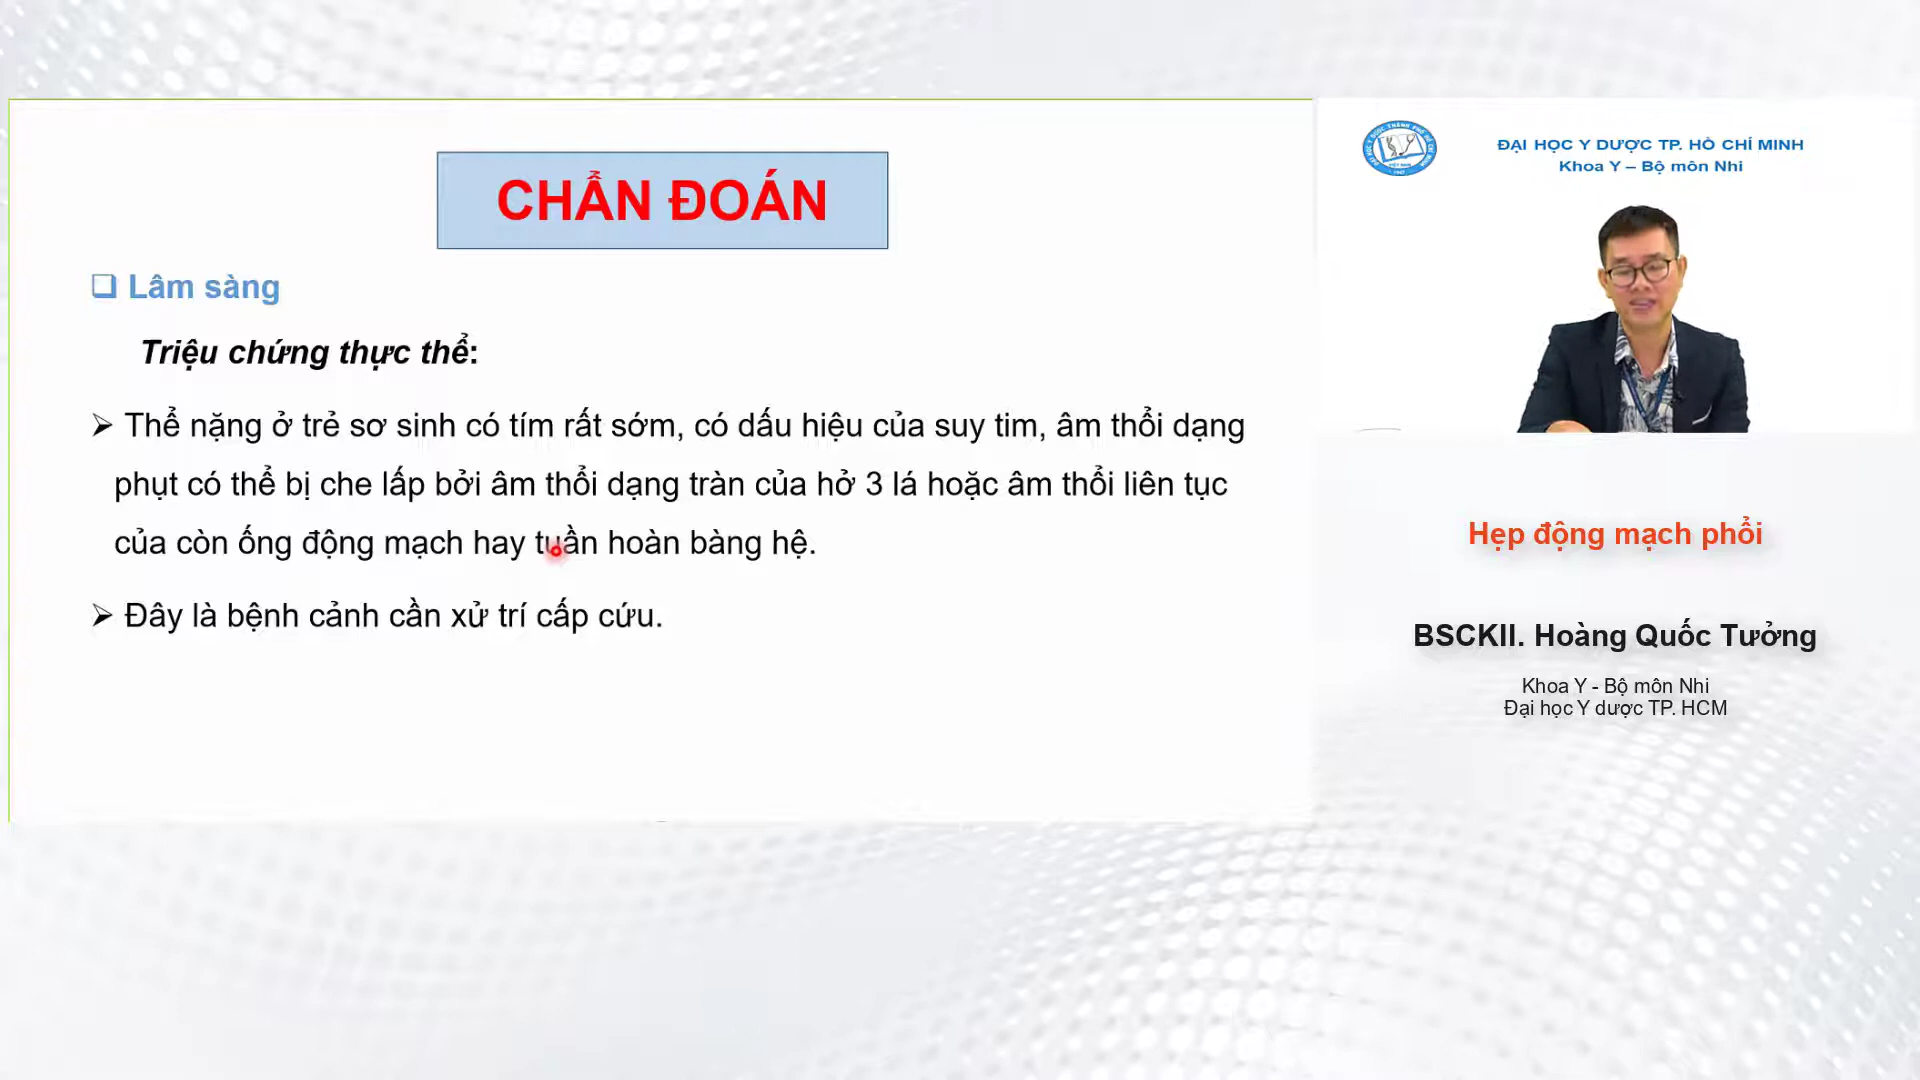 CHẨN ĐOÁN
❑ Lâm sàng
Triệu chứng thực thể:
➢ Thể nặng ở trẻ sơ sinh có tím rất sớm, có dấu hiệu của suy tim, âm thổi dạng
phụt có thể bị che lấp bởi âm thổi dạng tràn của hở 3 lá hoặc âm thổi liên tục
của còn ống động mạch hay tuần hoàn bàng hệ.
➢ Đây là bệnh cảnh cần xử trí cấp cứu.
ĐẠI HỌC Y DƯỢC TP. HỒ CHÍ MINH
Khoa Y – Bộ môn Nhi
Hẹp động mạch phổi
BSCKII. Hoàng Quốc Tưởng
Khoa Y - Bộ môn Nhi
Đại học Y dược TP. HCM